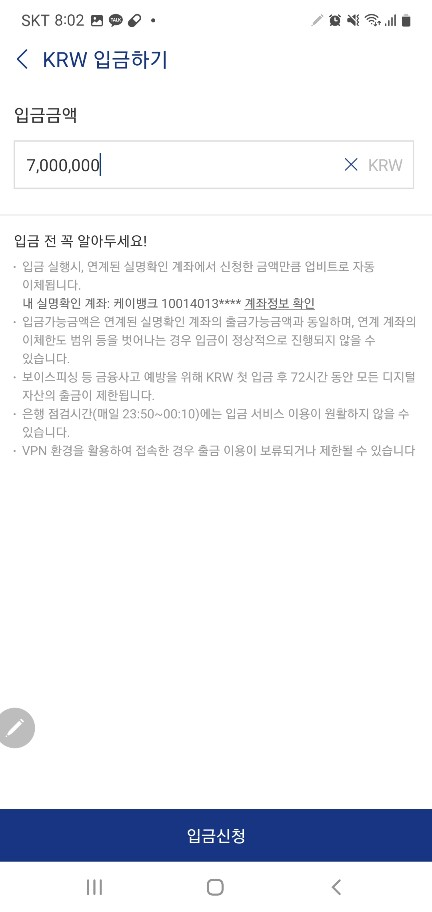 SKT 8:02
KRW 입금하기
입금금액
7,000,000 KRW
입금 전 꼭 알아두세요!
· 입금 실행시, 연계된 실명확인 계좌에서 신청한 금액만큼 업비트로 자동
이체됩니다.
내 실명확인 계좌: 케이뱅크 10014013**** 계좌정보 확인
· 입금가능금액은 연계된 실명확인 계좌의 출금가능금액과 동일하며, 연계 계좌의
이체한도 범위 등을 벗어나는 경우 입금이 정상적으로 진행되지 않을 수
있습니다.
· 보이스피싱 등 금융사고 예방을 위해 KRW 첫 입금 후 72시간 동안 모든 디지털
자산의 출금이 제한됩니다.
· 은행 점검시간(매일 23:50~00:10)에는 입금 서비스 이용이 원활하지 않을 수
있습니다.
· VPN 환경을 활용하여 접속한 경우 출금 이용이 보류되거나 제한될 수 있습니다
입금신청